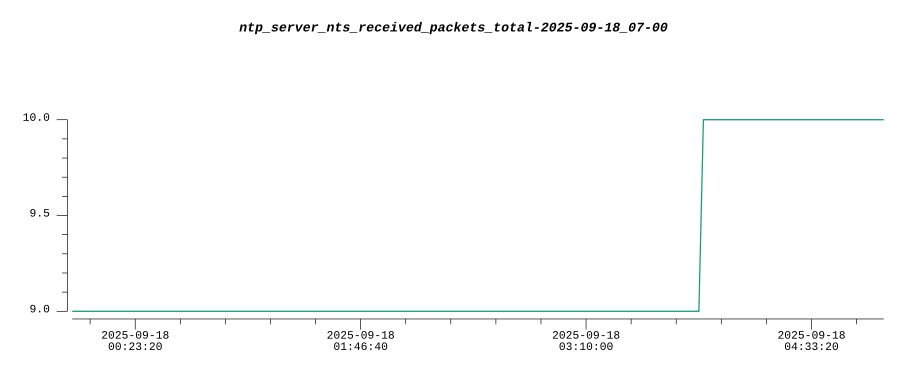 ntp_server_nts_received_packets_total-2025-09-18_07-00
10.0
9.5
9.0
2025-09-18 2025-09-18 2025-09-18 2025-09-18
00:23:20 01:46:40 03:10:00 04:33:20